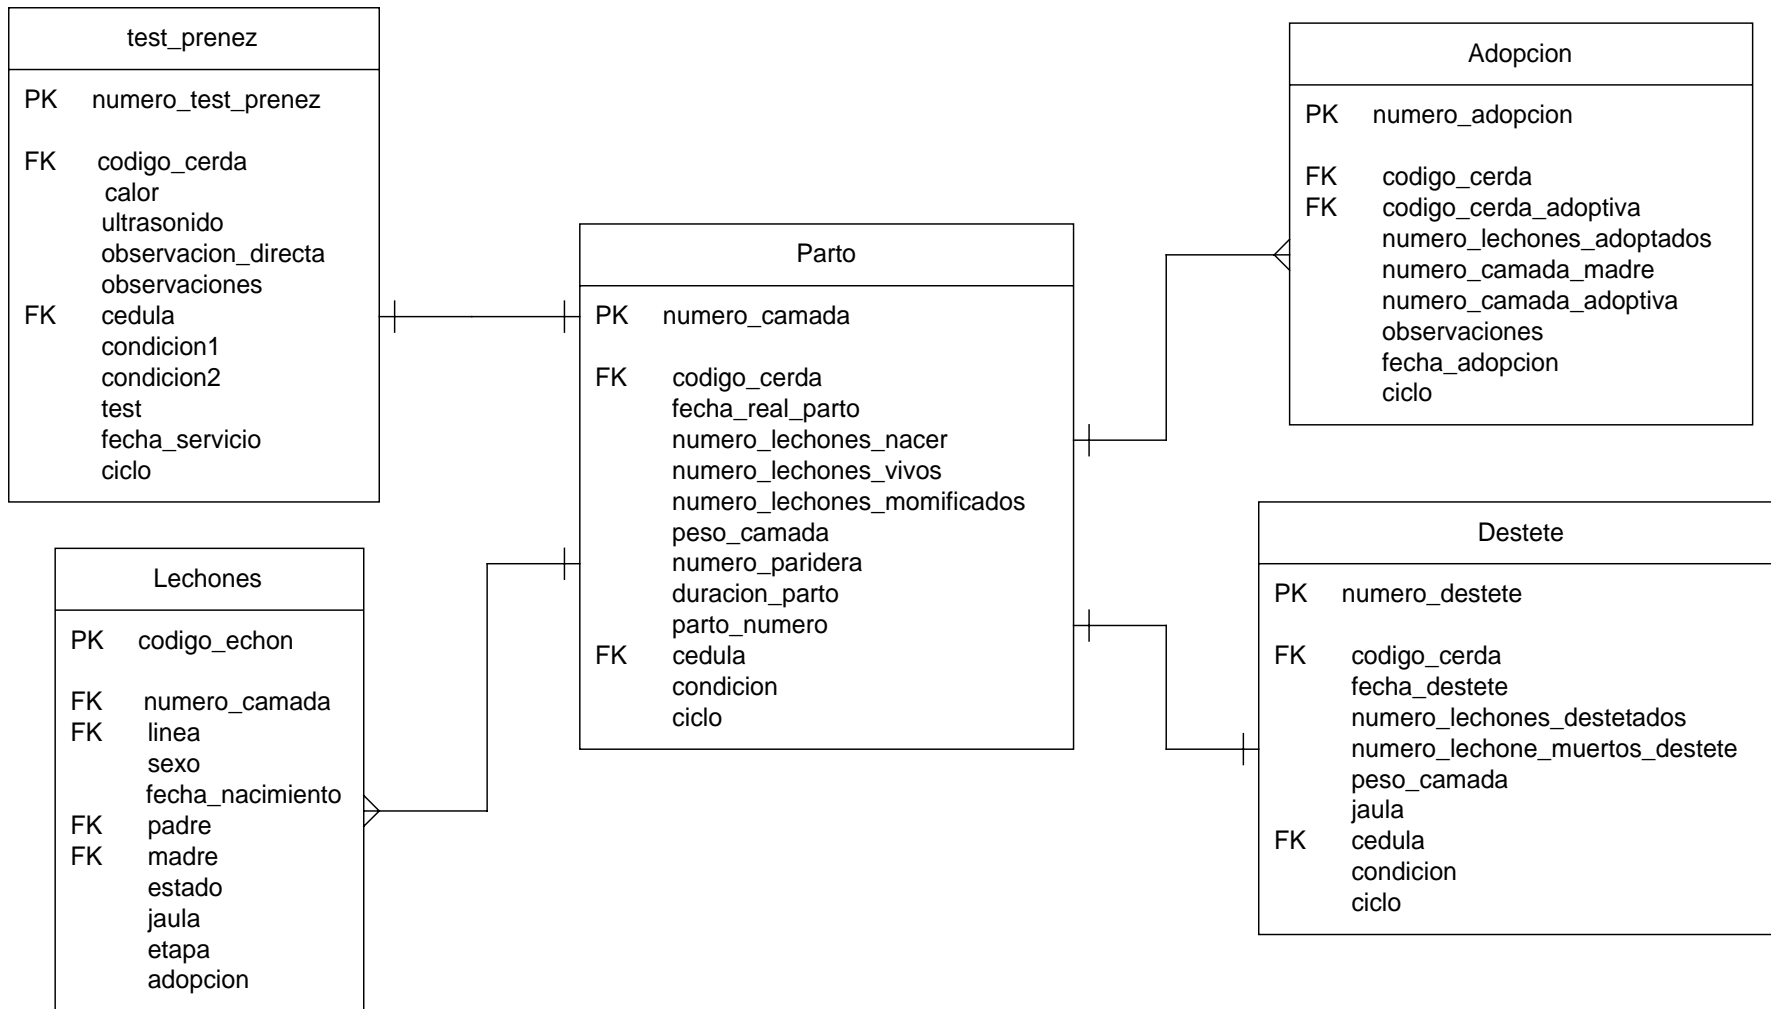 test_prenez
PK numero_test_prenez
FK codigo_cerda
calor
ultrasonido
observacion_directa
observaciones
FK cedula
condicion1
condicion2
test
fecha_servicio
ciclo
Lechones
PK codigo_echon
FK numero_camada
FK linea
sexo
fecha_nacimiento
FK padre
FK madre
estado
jaula
etapa
adopcion
Parto
PK numero_camada
FK codigo_cerda
fecha_real_parto
numero_lechones_nacer
numero_lechones_vivos
numero_lechones_momificados
peso_camada
numero_paridera
duracion_parto
parto_numero
FK cedula
condicion
ciclo
Adopcion
PK numero_adopcion
FK codigo_cerda
FK codigo_cerda_adoptiva
numero_lechones_adoptados
numero_camada_madre
numero_camada_adoptiva
observaciones
fecha_adopcion
ciclo
Destete
PK numero_destete
FK codigo_cerda
fecha_destete
numero_lechones_destetados
numero_lechone_muertos_destete
peso_camada
jaula
FK cedula
condicion
ciclo